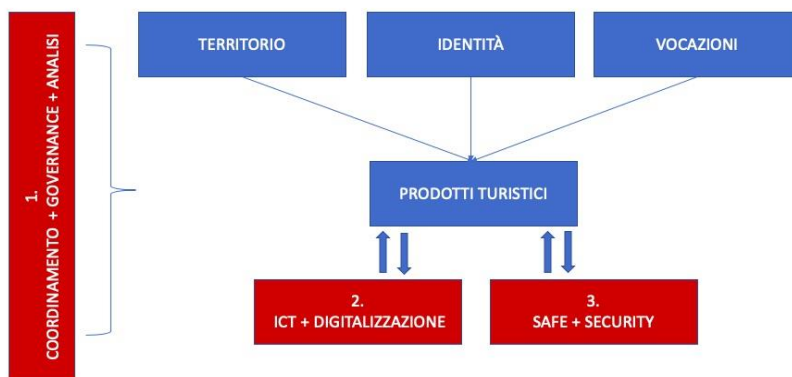 1.
COORDINAMENTO + GOVERNANCE + ANALISI
TERRITORIO
IDENTITÀ
VOCAZIONI
PRODOTTI TURISTICI
2.
ICT + DIGITALIZZAZIONE
3.
SAFE + SECURITY